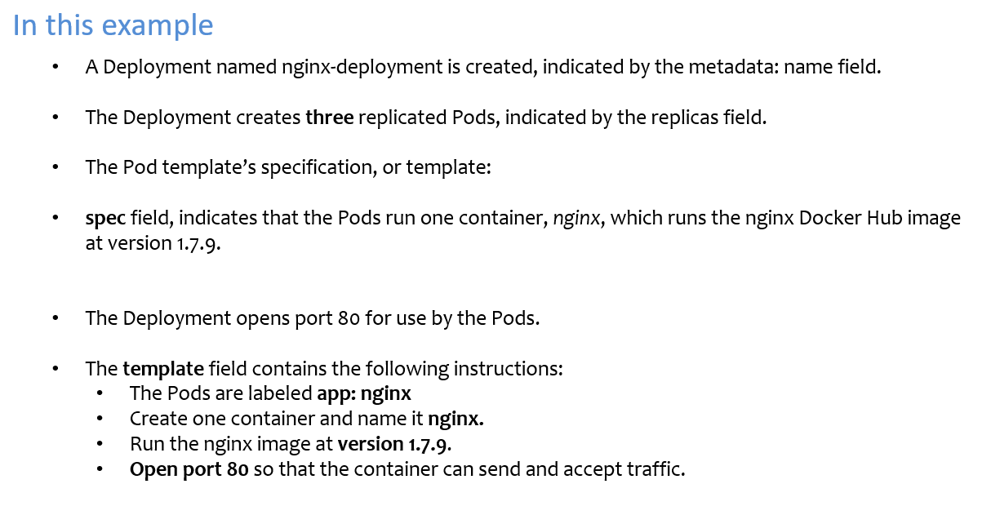 In this example
• A Deployment named nginx-deployment is created, indicated by the metadata: name field.
• The Deployment creates three replicated Pods, indicated by the replicas field.
• The Pod template’s specification, or template:
• spec field, indicates that the Pods run one container, nginx, which runs the nginx Docker Hub image
at version 1.7.9.
• The Deployment opens port 80 for use by the Pods.
• The template field contains the following instructions:
• The Pods are labeled app: nginx
• Create one container and name it nginx.
• Run the nginx image at version 1.7.9.
• Open port 80 so that the container can send and accept traffic.